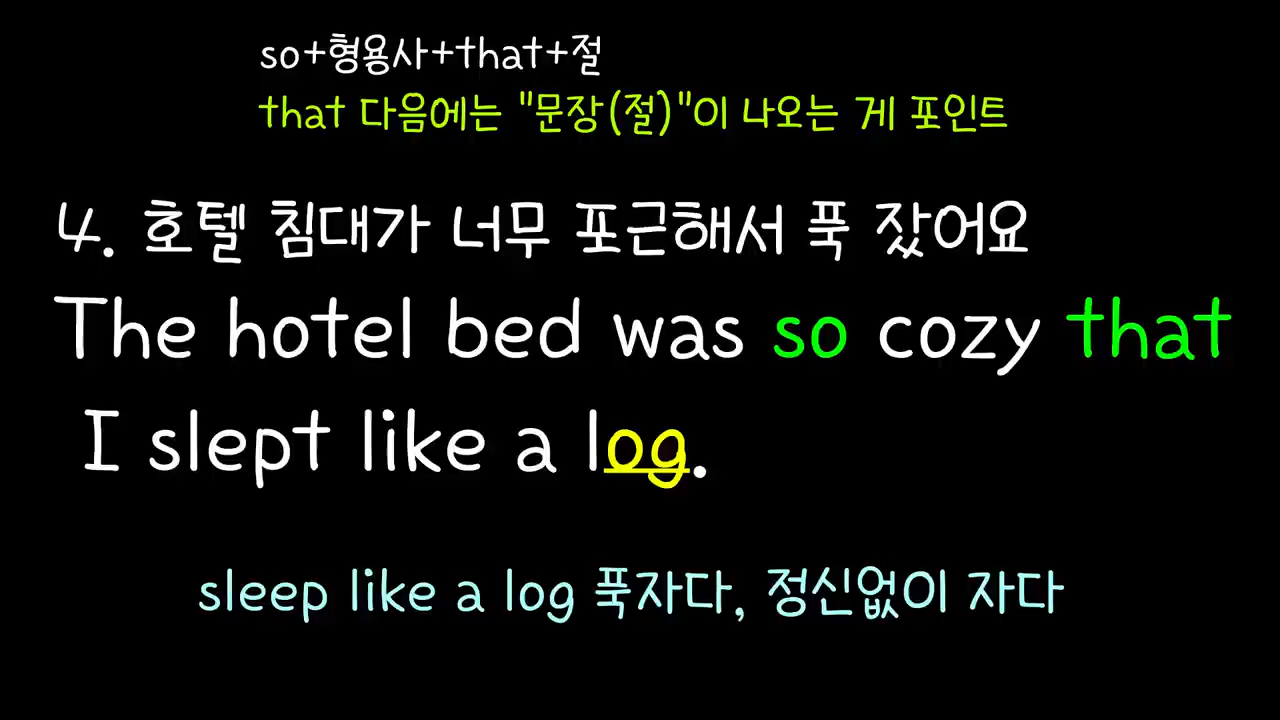 so+형용사+that+절
that 다음에는 "문장(절)"이 나오는 게 포인트
4. 호텔 침대가 너무 포근해서 푹 잤어요
The hotel bed was so cozy that
I slept like a log.
sleep like a log 푹자다, 정신없이 자다